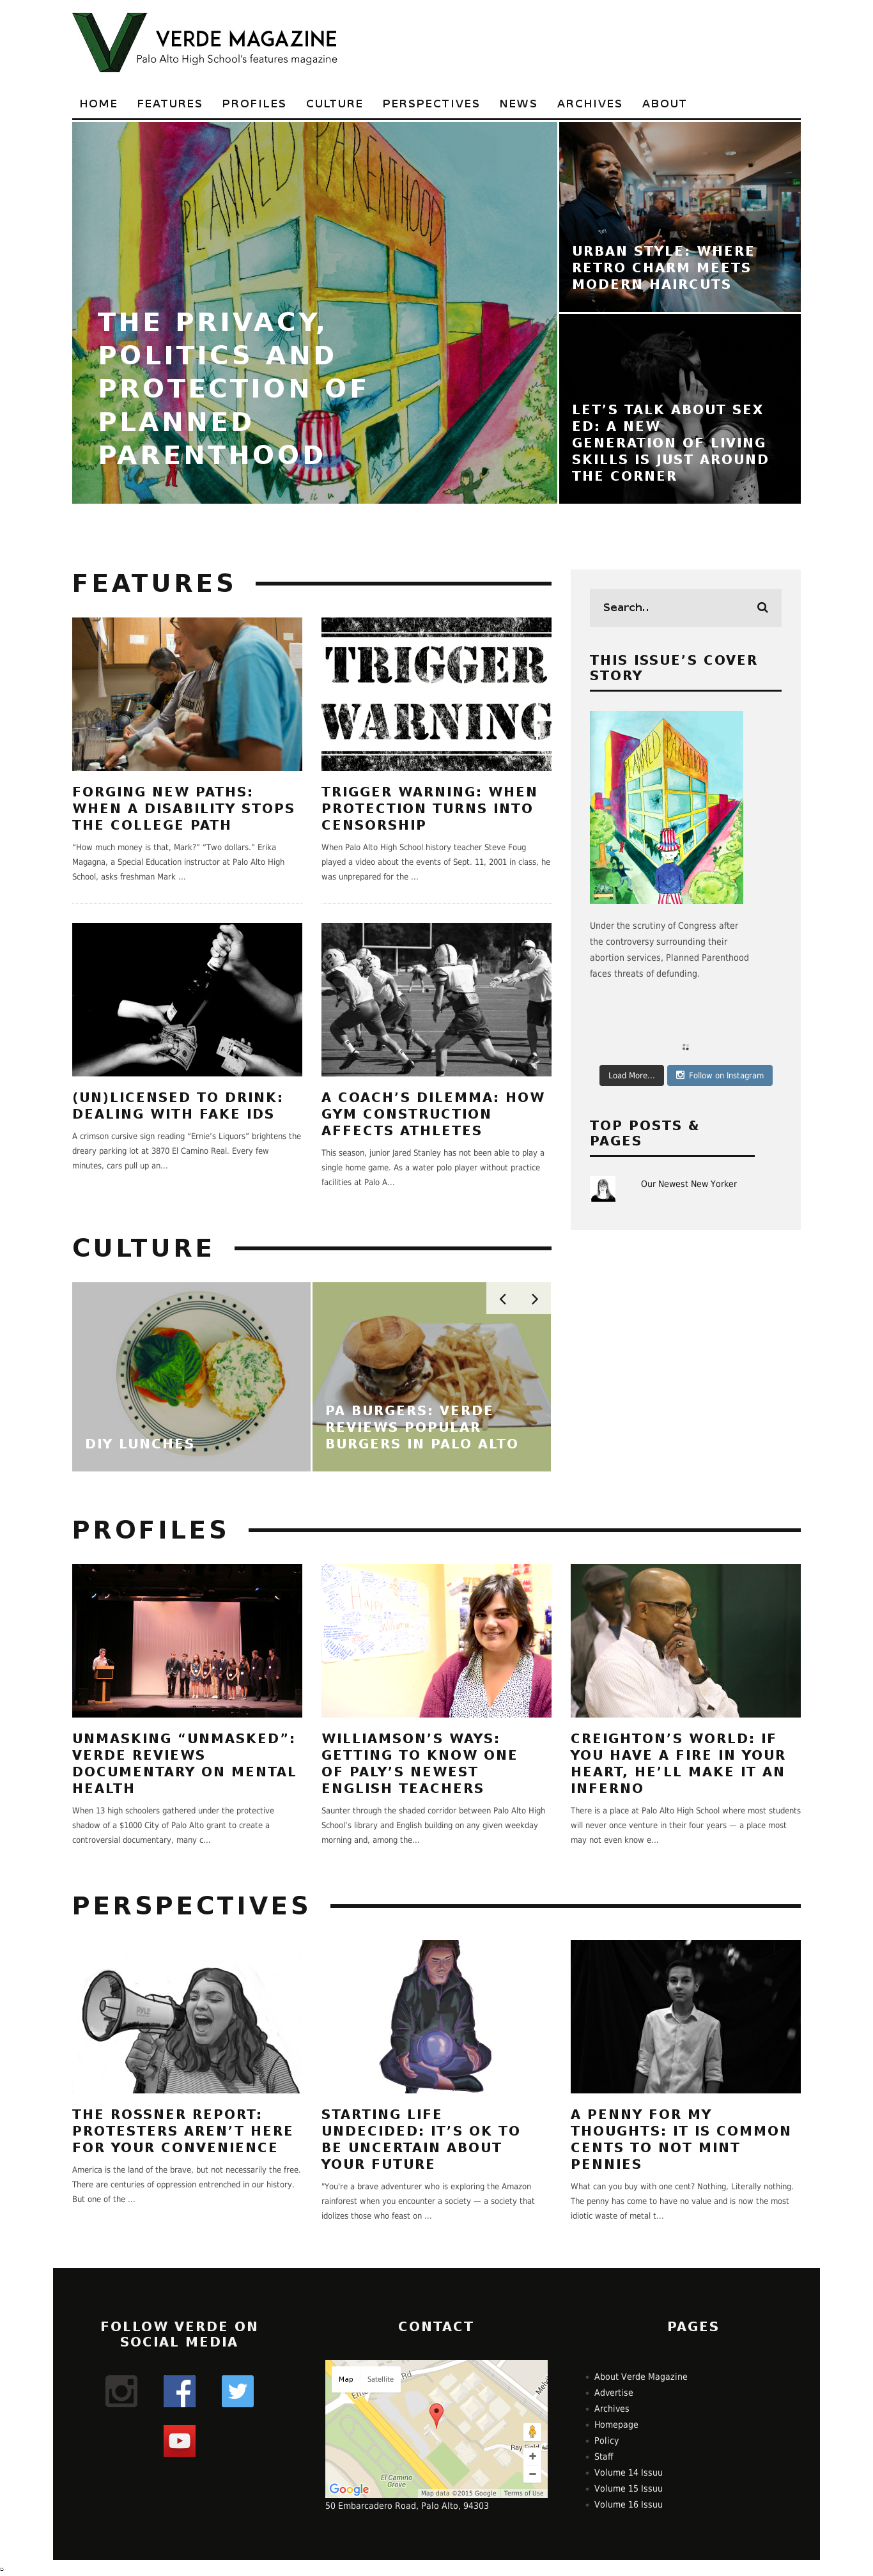 VERDE MAGAZINE
Palo Alto High School's features magazine
HOME FEATURES PROFILES CULTURE PERSPECTIVES NEWS ARCHIVES ABOUT
PLANNED PARENTHOOD
THE PRIVACY,
POLITICS AND
PROTECTION OF
PLANNED
PARENTHOOD
URBAN STYLE: WHERE
RETRO CHARM MEETS
MODERN HAIRCUTS
LET’S TALK ABOUT SEX
ED: A NEW
GENERATION OF LIVING
SKILLS IS JUST AROUND
THE CORNER
FEATURES
TRIGGER
WARNING
FORGING NEW PATHS:
WHEN A DISABILITY STOPS
THE COLLEGE PATH
“How much money is that, Mark?” “Two dollars.” Erika
Magagna, a Special Education instructor at Palo Alto High
School, asks freshman Mark ...
TRIGGER WARNING: WHEN
PROTECTION TURNS INTO
CENSORSHIP
When Palo Alto High School history teacher Steve Foug
played a video about the events of Sept. 11, 2001 in class, he
was unprepared for the ...
(UN)LICENSED TO DRINK:
DEALING WITH FAKE IDS
A crimson cursive sign reading “Ernie’s Liquors” brightens the
dreary parking lot at 3870 El Camino Real. Every few
minutes, cars pull up an...
A COACH’S DILEMMA: HOW
GYM CONSTRUCTION
AFFECTS ATHLETES
This season, junior Jared Stanley has not been able to play a
single home game. As a water polo player without practice
facilities at Palo A...
Search..
THIS ISSUE’S COVER
STORY
PLANNED PARENTHOOD
Under the scrutiny of Congress after
the controversy surrounding their
abortion services, Planned Parenthood
faces threats of defunding.
Load More...
Follow on Instagram
TOP POSTS &
PAGES
Our Newest New Yorker
CULTURE
DIY LUNCHES
PA BURGERS: VERDE
REVIEWS POPULAR
BURGERS IN PALO ALTO
PROFILES
UNMASKING “UNMASKED”:
VERDE REVIEWS
DOCUMENTARY ON MENTAL
HEALTH
When 13 high schoolers gathered under the protective
shadow of a $1000 City of Palo Alto grant to create a
controversial documentary, many c...
WILLIAMSON’S WAYS:
GETTING TO KNOW ONE
OF PALY’S NEWEST
ENGLISH TEACHERS
Saunter through the shaded corridor between Palo Alto High
School’s library and English building on any given weekday
morning and, among the...
CREIGHTON’S WORLD: IF
YOU HAVE A FIRE IN YOUR
HEART, HE’LL MAKE IT AN
INFERNO
There is a place at Palo Alto High School where most students
will never once venture in their four years — a place most
may not even know e...
PERSPECTIVES
THE ROSSNER REPORT:
PROTESTERS AREN’T HERE
FOR YOUR CONVENIENCE
America is the land of the brave, but not necessarily the free.
There are centuries of oppression entrenched in our history.
But one of the ...
STARTING LIFE
UNDECIDED: IT’S OK TO
BE UNCERTAIN ABOUT
YOUR FUTURE
"You're a brave adventurer who is exploring the Amazon
rainforest when you encounter a society — a society that
idolizes those who feast on ...
A PENNY FOR MY
THOUGHTS: IT IS COMMON
CENTS TO NOT MINT
PENNIES
What can you buy with one cent? Nothing, Literally nothing.
The penny has come to have no value and is now the most
idiotic waste of metal t...
FOLLOW VERDE ON
SOCIAL MEDIA
CONTACT
Map Satellite
Rd
El Camino
Grove
Google
Map data ©2015 Google Terms of Use
50 Embarcadero Road, Palo Alto, 94303
PAGES
About Verde Magazine
Advertise
Archives
Homepage
Policy
Staff
Volume 14 Issuu
Volume 15 Issuu
Volume 16 Issuu